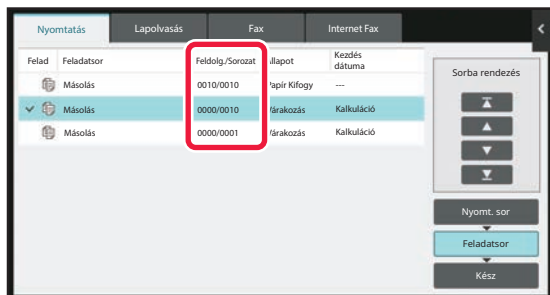 Nyomtatás Lapolvasás Fax Internet Fax
Felad Feladatsor Feldolg./Sorozat Állapot Kezdés dátuma
Másolás 0010/0010 Papír Kifogy ---
Másolás 0000/0010 Várakozás Kalkuláció
Másolás 0000/0001 Várakozás Kalkuláció
Sorba rendezés
Nyomt. sor
Feladatsor
Kész